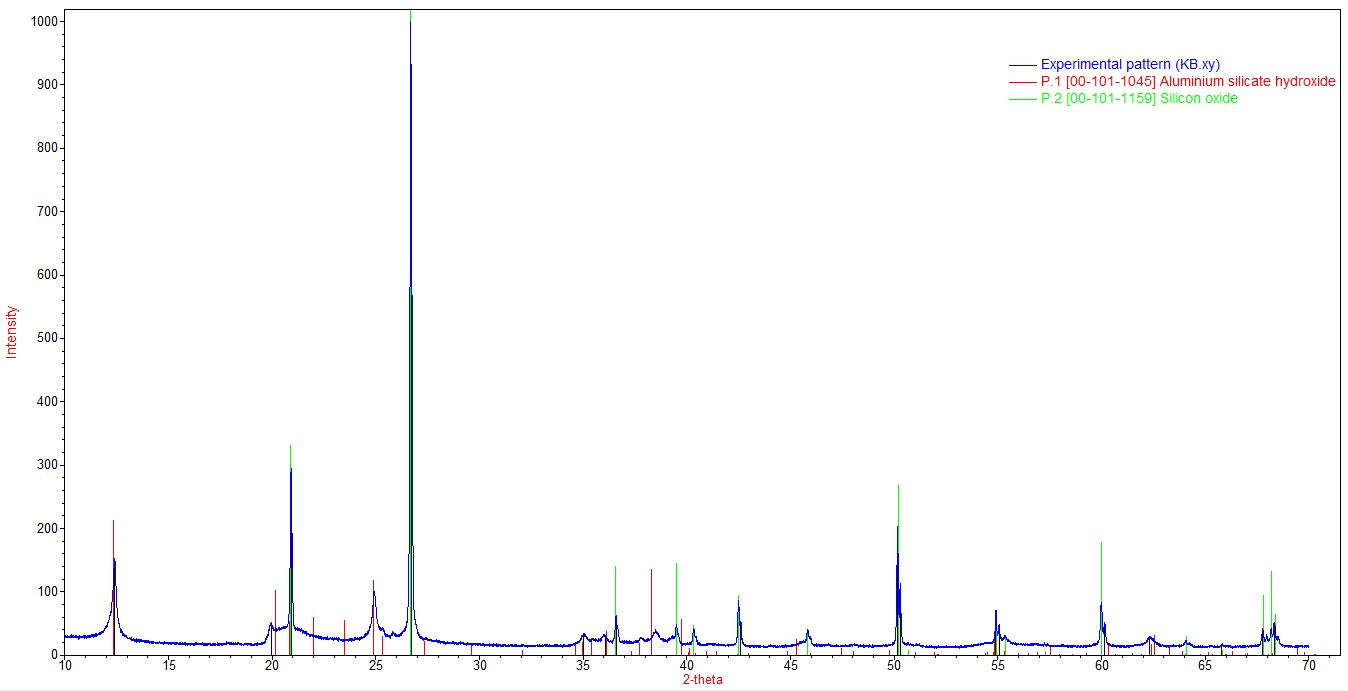 1000
900
800
700
600
500
400
300
200
100
0
Intensity
Experimental pattern (KB.xy)
P.1 [00-101-1045] Aluminium silicate hydroxide
P.2 [00-101-1159] Silicon oxide
10 15 20 25 30 35 40 45 50 55 60 65 70
2-theta